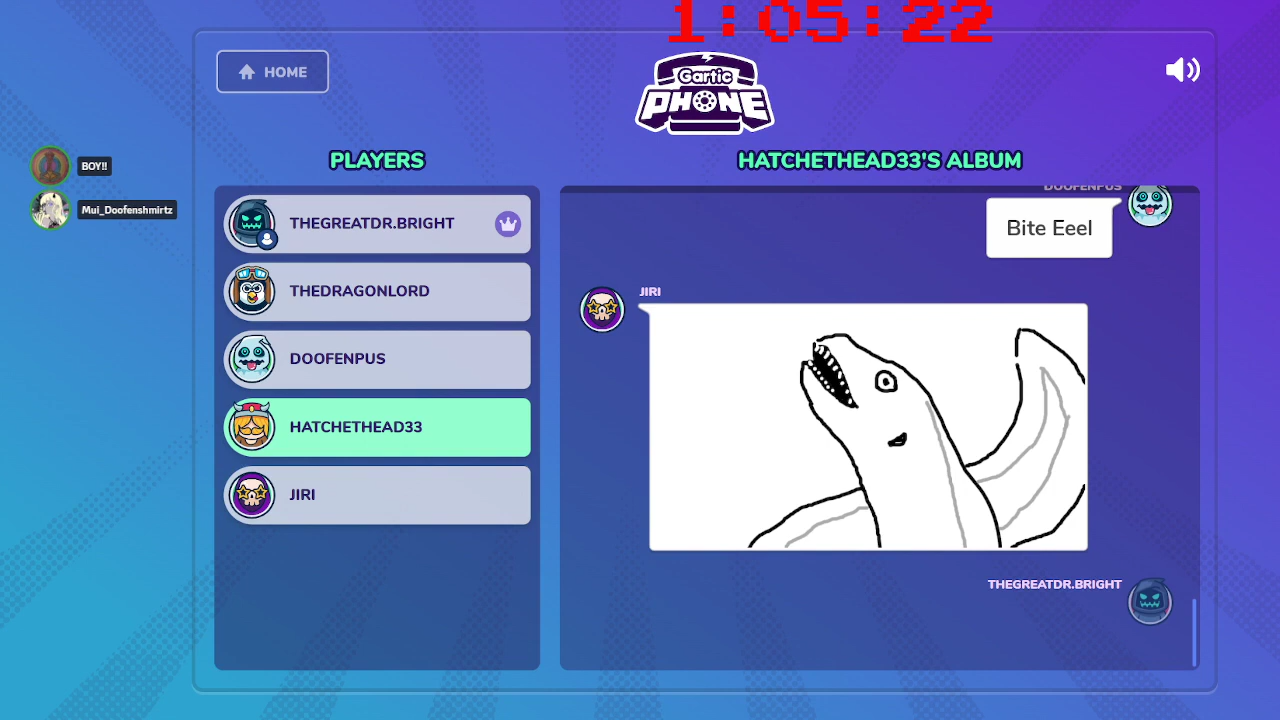 1:05:22
HOME
Gartic
PHONE
BOY!!
Mui_Doofenshmirtz
PLAYERS
THEGREATDR.BRIGHT
THEDRAGONLORD
DOOFENPUS
HATCHETHEAD33
JIRI
HATCHETHEAD33'S ALBUM
DOOFENPUS
Bite Eeel
JIRI
THEGREATDR.BRIGHT